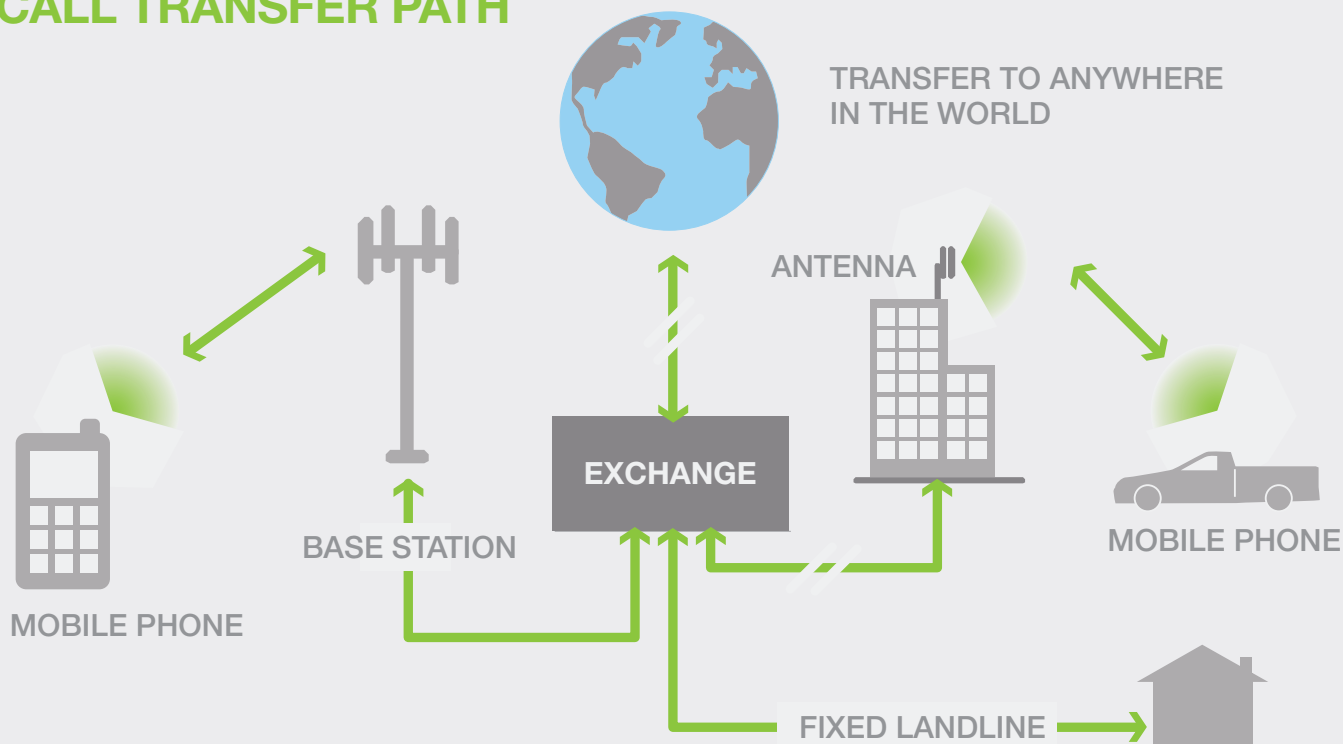 CALL TRANSFER PATH
TRANSFER TO ANYWHERE
IN THE WORLD
ANTENNA
EXCHANGE
BASE STATION
MOBILE PHONE
MOBILE PHONE
FIXED LANDLINE